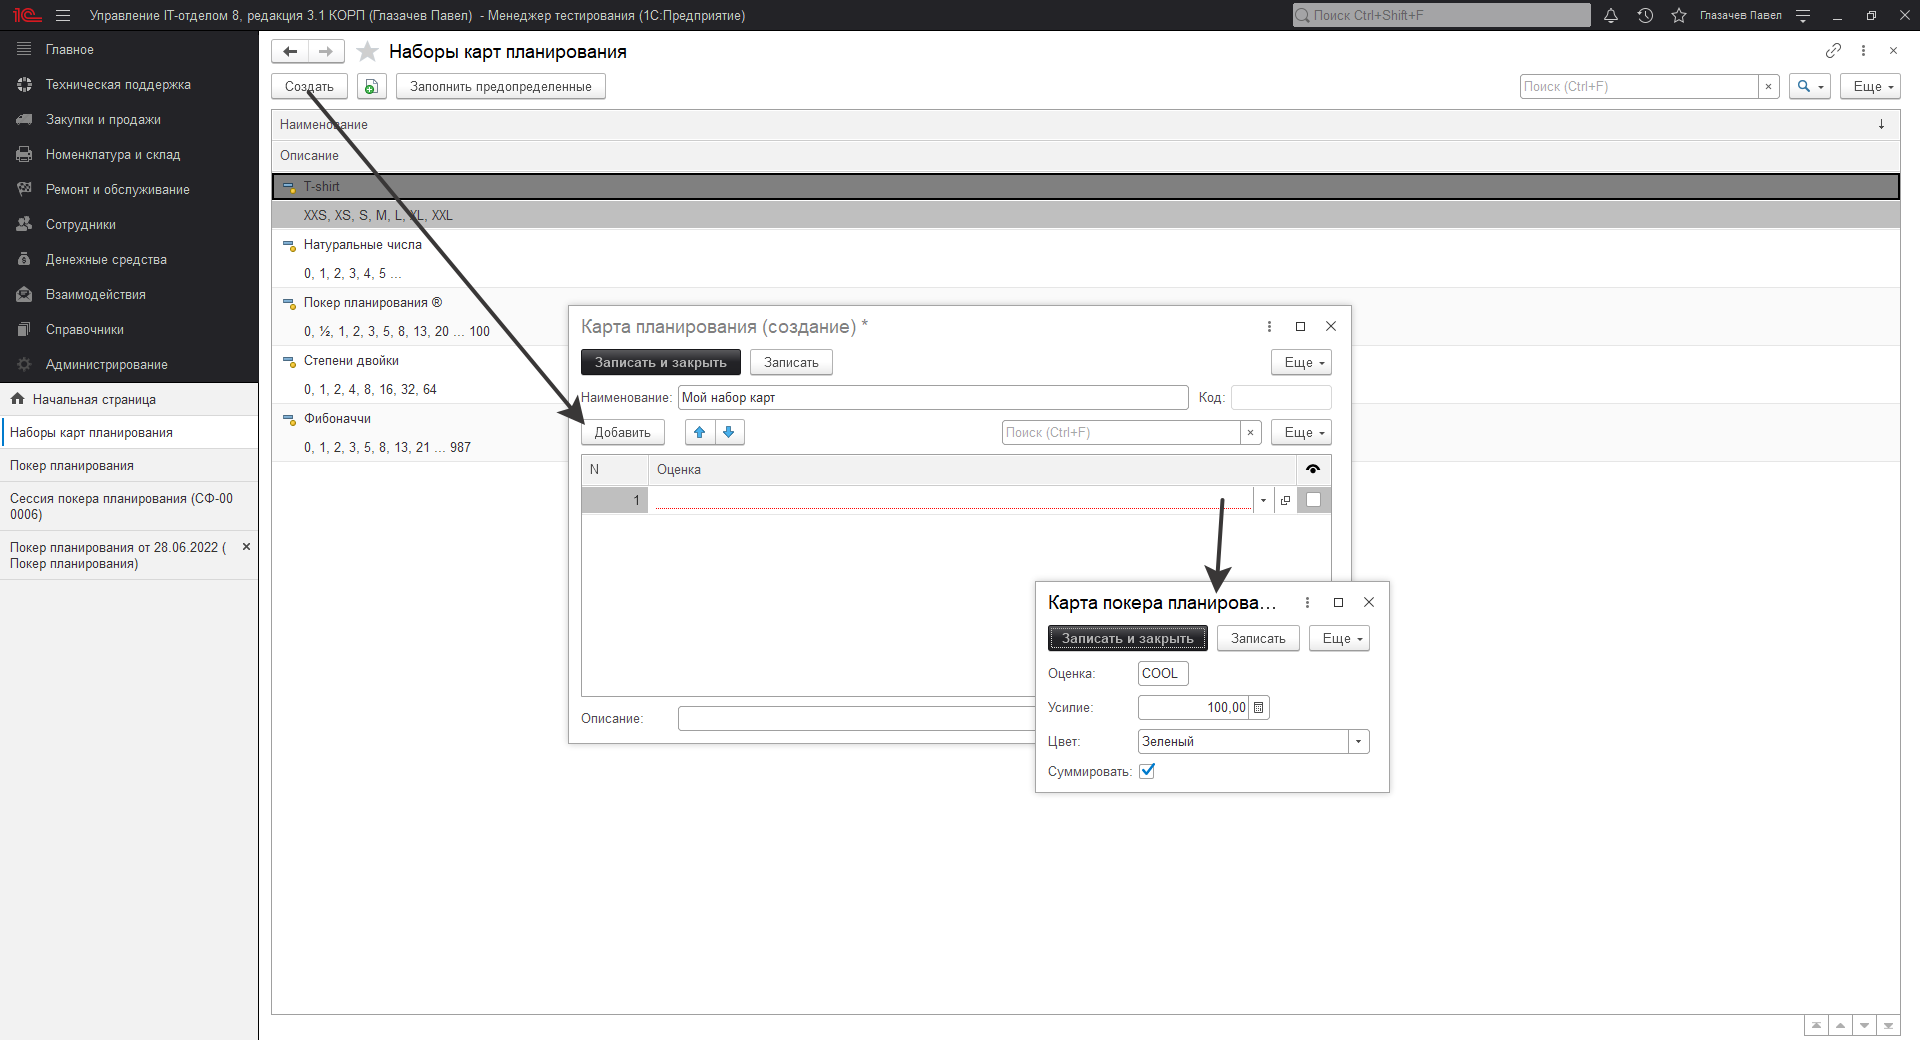 1С Управление IT-отделом 8, редакция 3.1 КОРП (Глазачев Павел) - Менеджер тестирования (1С:Предприятие)
Поиск Ctrl+Shift+F
Глазачев Павел
Главное
Техническая поддержка
Закупки и продажи
Номенклатура и склад
Ремонт и обслуживание
Сотрудники
Денежные средства
Взаимодействия
Справочники
Администрирование
Начальная страница
Наборы карт планирования
Покер планирования
Сессия покера планирования (СФ-00
0006)
Покер планирования от 28.06.2022 (
Покер планирования)
Наборы карт планирования
Создать
Заполнить предопределенные
Поиск (Ctrl+F)
×
Еще
Наименование
Описание
T-shirt
XXS, XS, S, M, L, XL, XXL
Натуральные числа
0, 1, 2, 3, 4, 5 ...
Покер планирования ®
0, ½, 1, 2, 3, 5, 8, 13, 20 ... 100
Степени двойки
0, 1, 2, 4, 8, 16, 32, 64
Фибоначчи
0, 1, 2, 3, 5, 8, 13, 21 ... 987
Карта планирования (создание) *
Записать и закрыть
Записать
Еще
Наименование:
Мой набор карт
Код:
Добавить
Поиск (Ctrl+F)
×
Еще
N
Оценка
1
Описание:
Карта покера планирова...
Записать и закрыть
Записать
Еще
Оценка:
COOL
Усилие:
100,00
Цвет:
Зеленый
Суммировать: